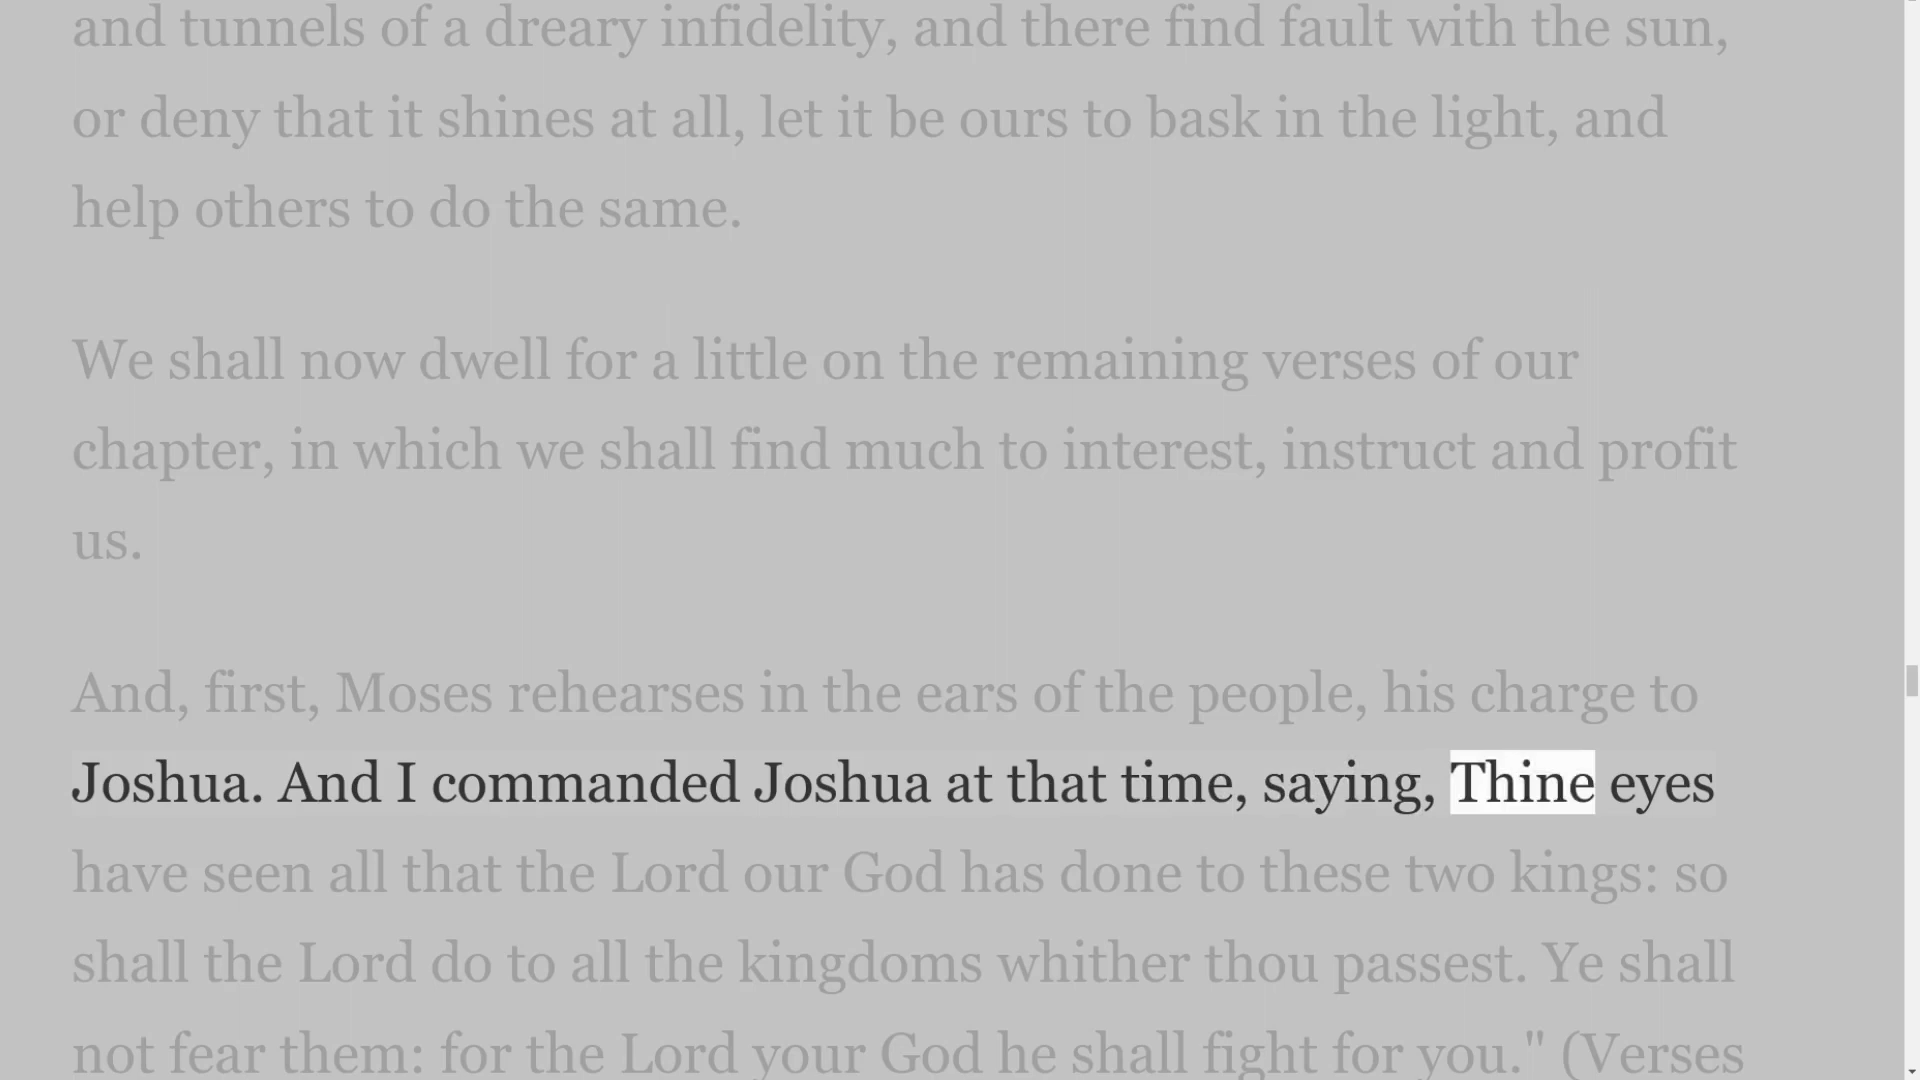 and tunnels of a dreary infidelity, and there find fault with the sun,
or deny that it shines at all, let it be ours to bask in the light, and
help others to do the same.
We shall now dwell for a little on the remaining verses of our
chapter, in which we shall find much to interest, instruct and profit
us.
And, first, Moses rehearses in the ears of the people, his charge to
Joshua. And I commanded Joshua at that time, saying, Thine eyes
have seen all that the Lord our God has done to these two kings: so
shall the Lord do to all the kingdoms whither thou passest. Ye shall
not fear them: for the Lord your God he shall fight for you." (Verses